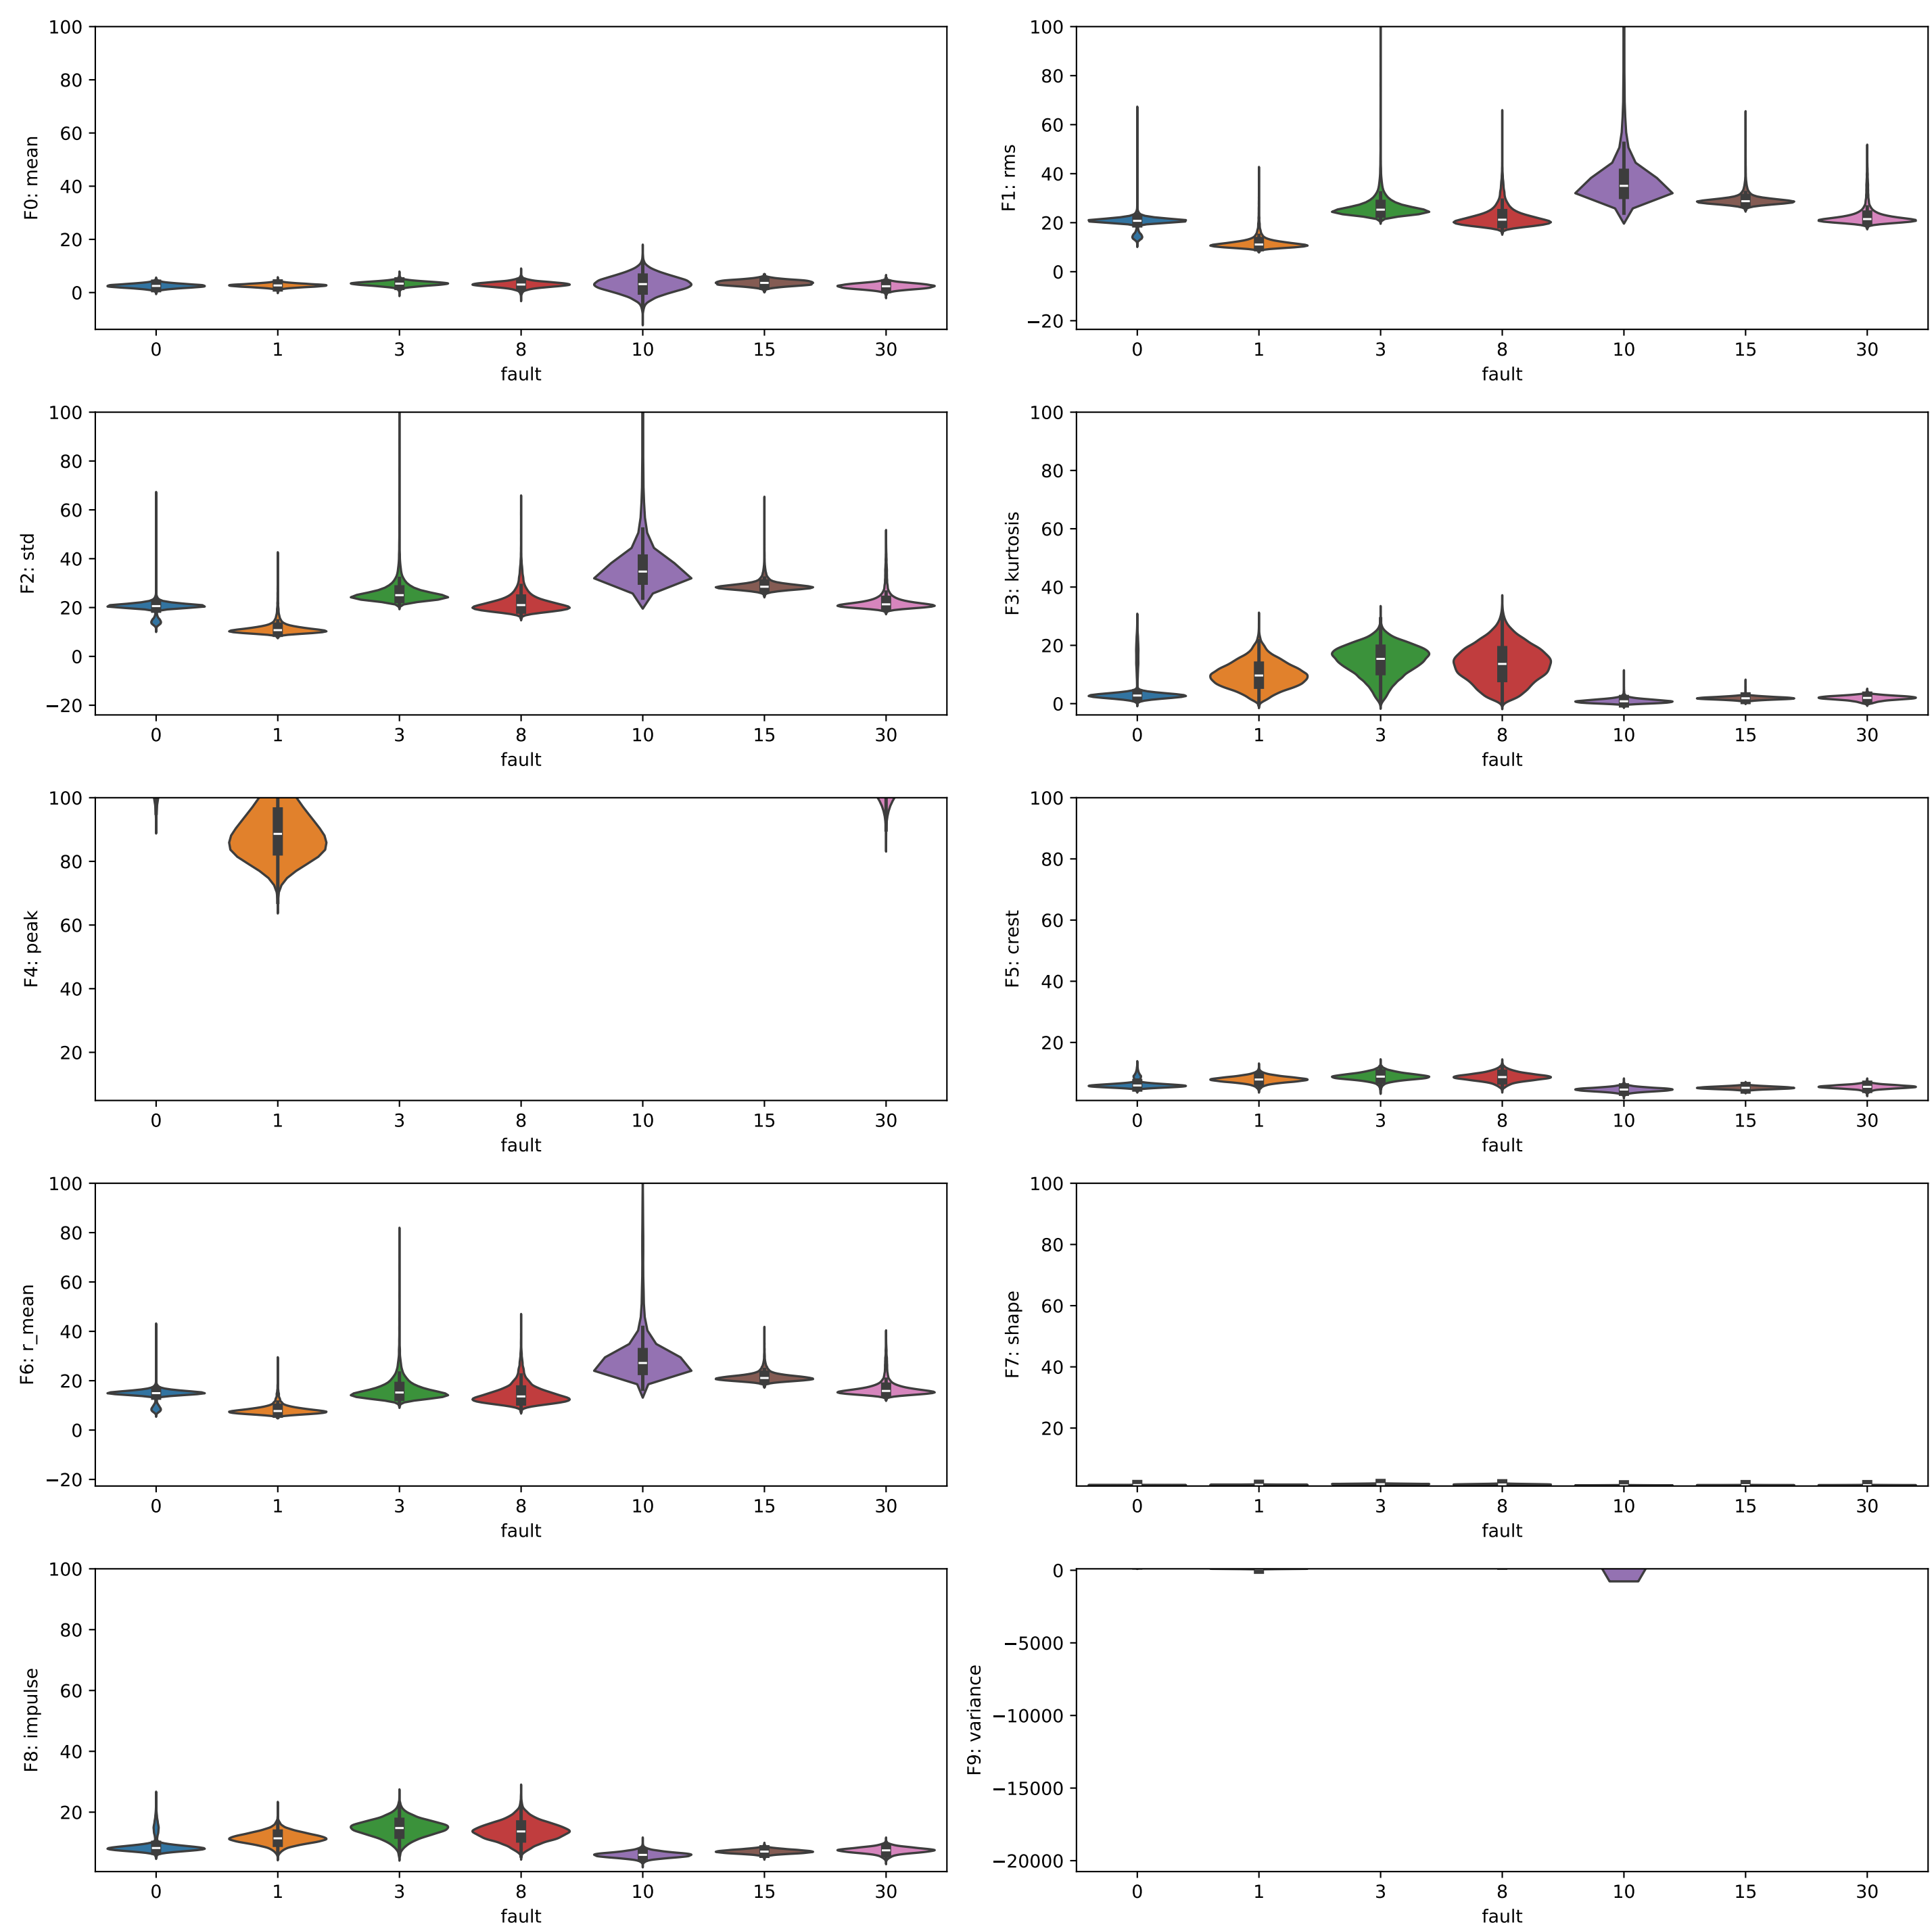 100
80
60
40
20
0
F0: mean
0 1 3 8 10 15 30
fault
100
80
60
40
20
0
−20
F1: rms
0 1 3 8 10 15 30
fault
100
80
60
40
20
0
−20
F2: std
0 1 3 8 10 15 30
fault
100
80
60
40
20
0
F3: kurtosis
0 1 3 8 10 15 30
fault
100
80
60
40
20
F4: peak
0 1 3 8 10 15 30
fault
100
80
60
40
20
F5: crest
0 1 3 8 10 15 30
fault
100
80
60
40
20
0
−20
F6: r_mean
0 1 3 8 10 15 30
fault
100
80
60
40
20
F7: shape
0 1 3 8 10 15 30
fault
100
80
60
40
20
F8: impulse
0 1 3 8 10 15 30
fault
0
−5000
−10000
−15000
−20000
F9: variance
0 1 3 8 10 15 30
fault